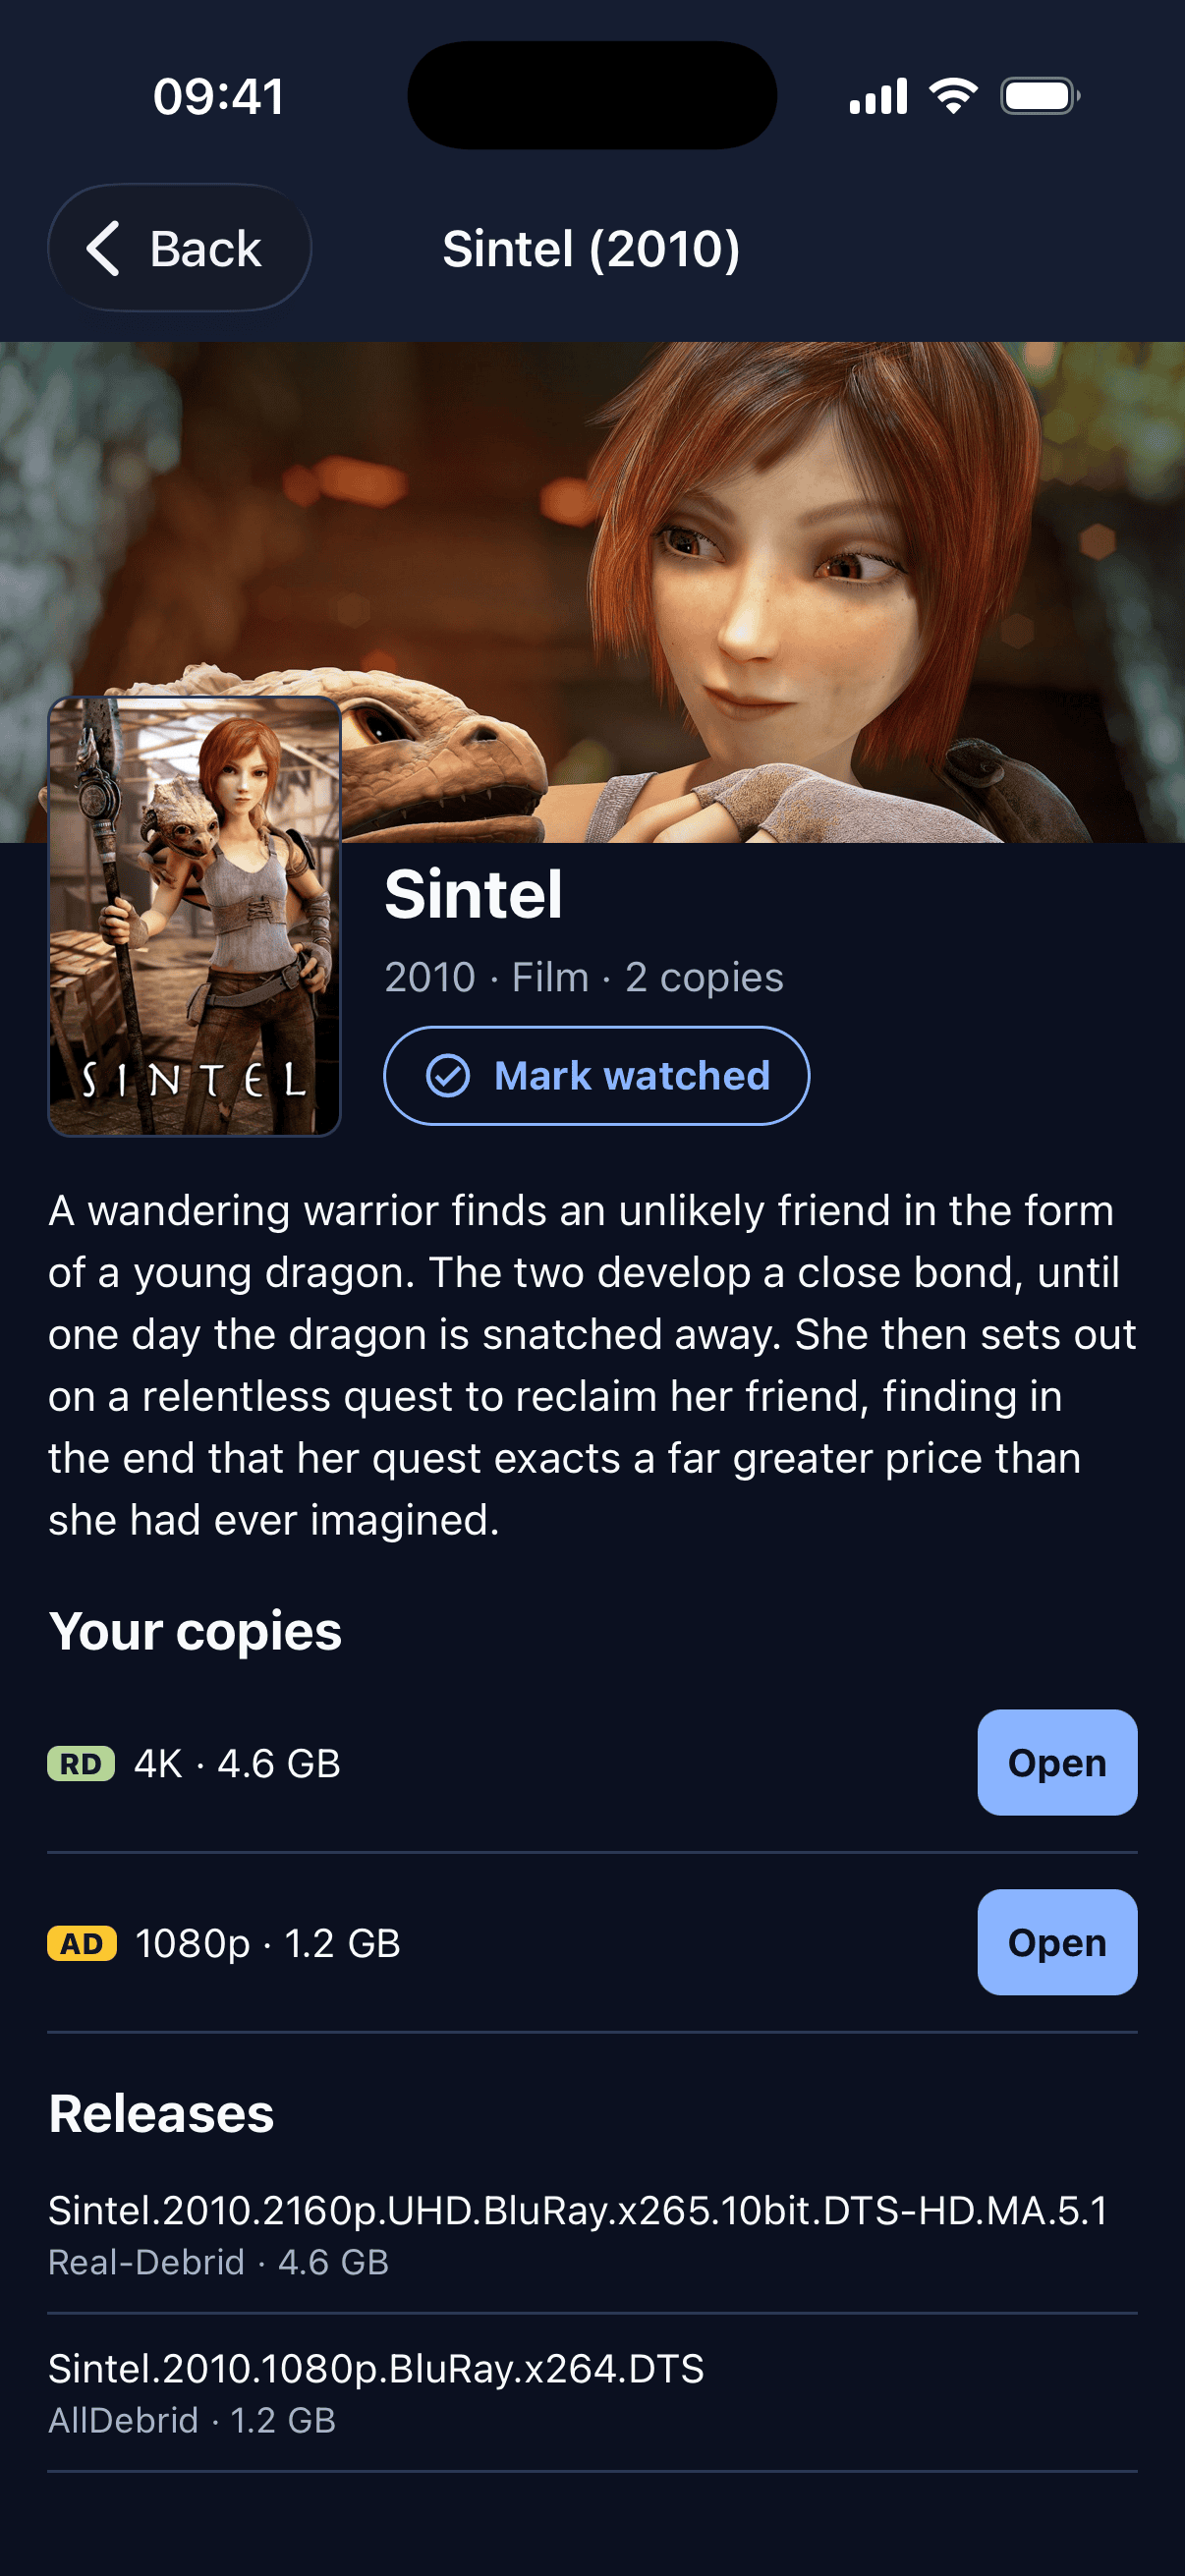 09:41
Back
Sintel (2010)
SINTEL
Sintel
2010 · Film · 2 copies
Mark watched
A wandering warrior finds an unlikely friend in the form
of a young dragon. The two develop a close bond, until
one day the dragon is snatched away. She then sets out
on a relentless quest to reclaim her friend, finding in
the end that her quest exacts a far greater price than
she had ever imagined.
Your copies
RD 4K · 4.6 GB
Open
AD 1080p · 1.2 GB
Open
Releases
Sintel.2010.2160p.UHD.BluRay.x265.10bit.DTS-HD.MA.5.1
Real-Debrid · 4.6 GB
Sintel.2010.1080p.BluRay.x264.DTS
AllDebrid · 1.2 GB